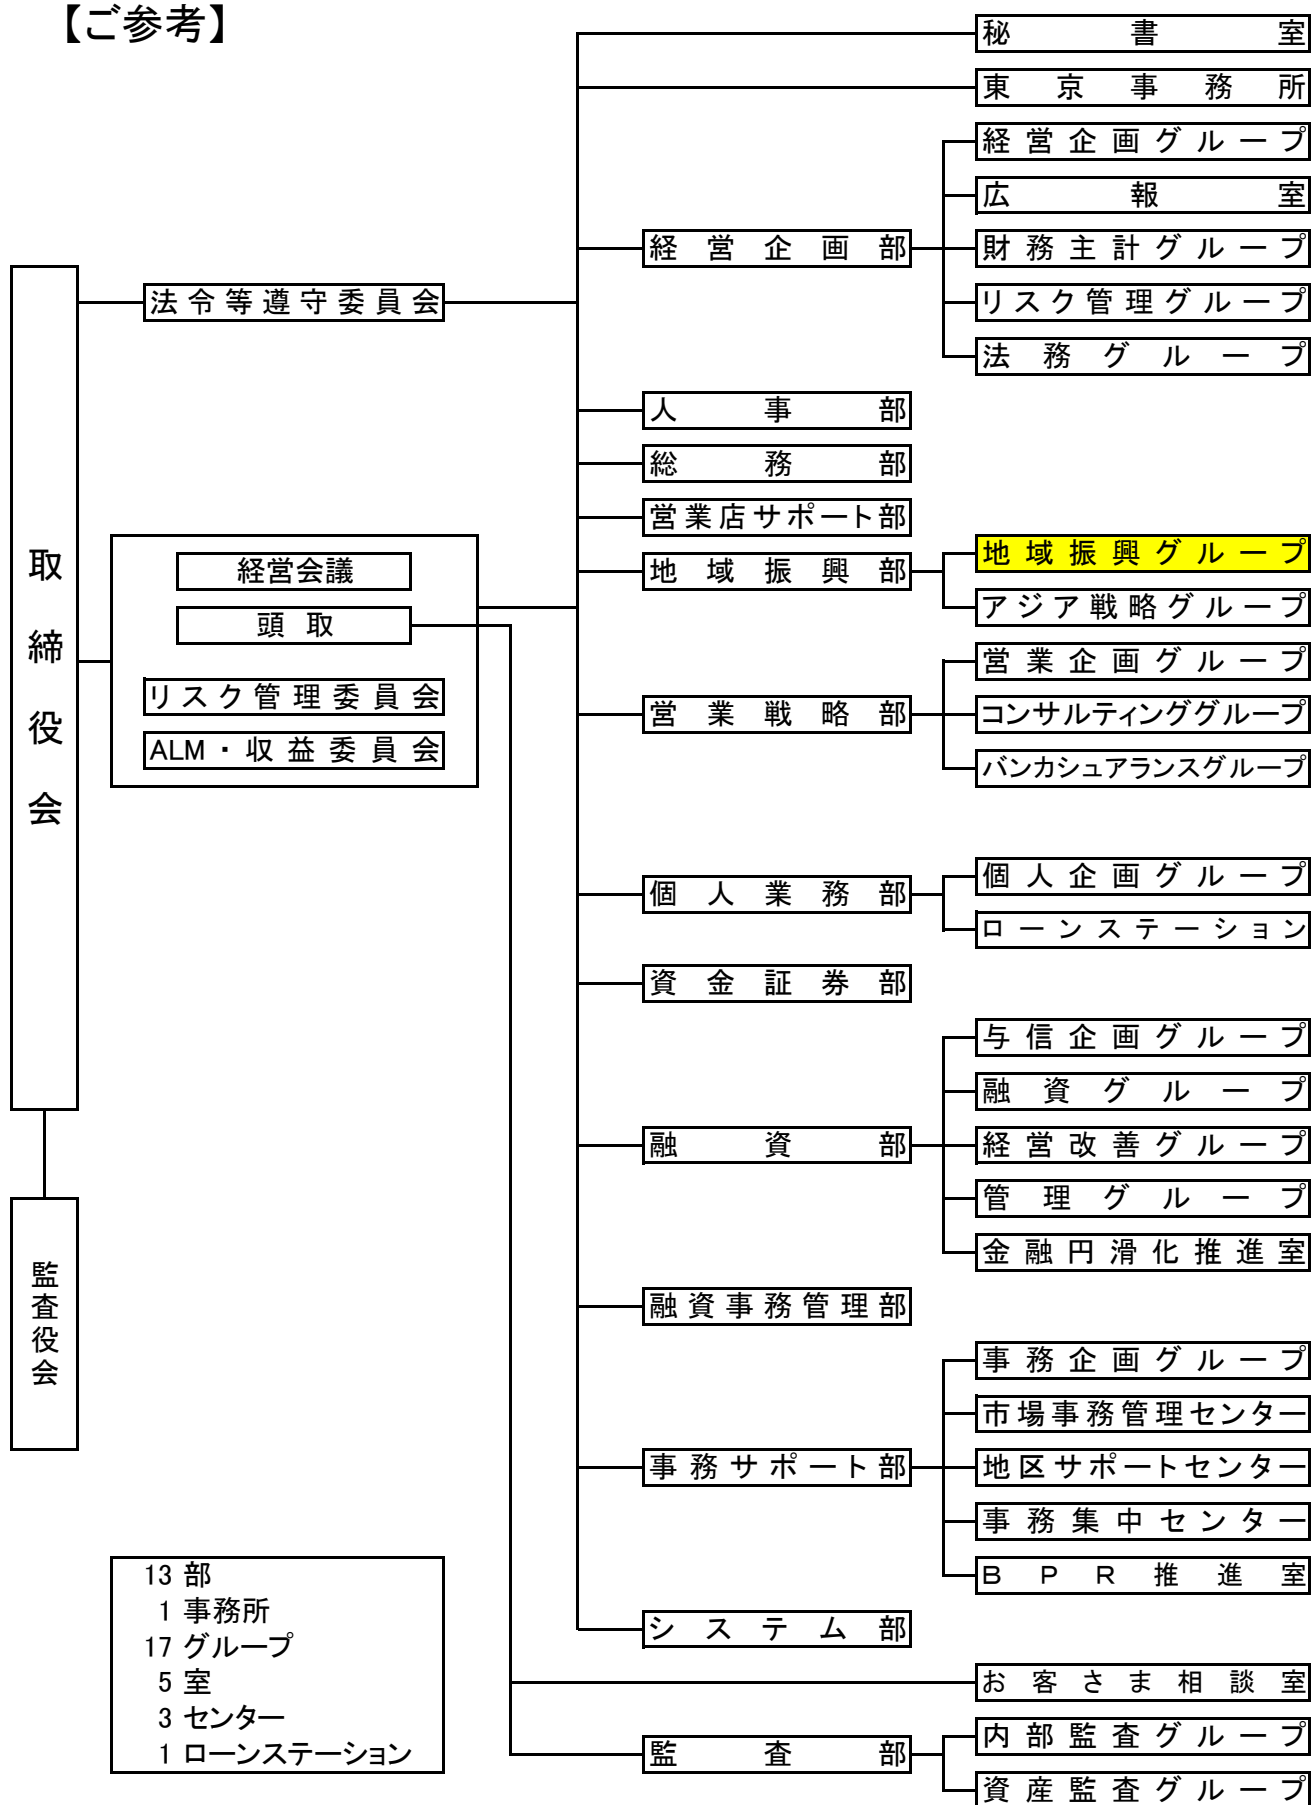 【ご参考】
秘書室
東京事務所
経営企画グループ
広報室
経営企画部
財務主計グループ
法令等遵守委員会
リスク管理グループ
法務グループ
人事部
総務部
営業店サポート部
取締役会
経営会議
地域振興部
地域振興グループ
頭取
アジア戦略グループ
営業企画グループ
リスク管理委員会
営業戦略部
コンサルティンググループ
ALM・収益委員会
バンカシュアランスグループ
個人業務部
個人企画グループ
ローンステーション
資金証券部
与信企画グループ
融資グループ
融資部
経営改善グループ
管理グループ
金融円滑化推進室
監査役会
融資事務管理部
事務企画グループ
市場事務管理センター
事務サポート部
地区サポートセンター
事務集中センター
BPR推進室
システム部
13 部
1 事務所
17 グループ
5 室
3 センター
1 ローンステーション
お客さま相談室
監査部
内部監査グループ
資産監査グループ